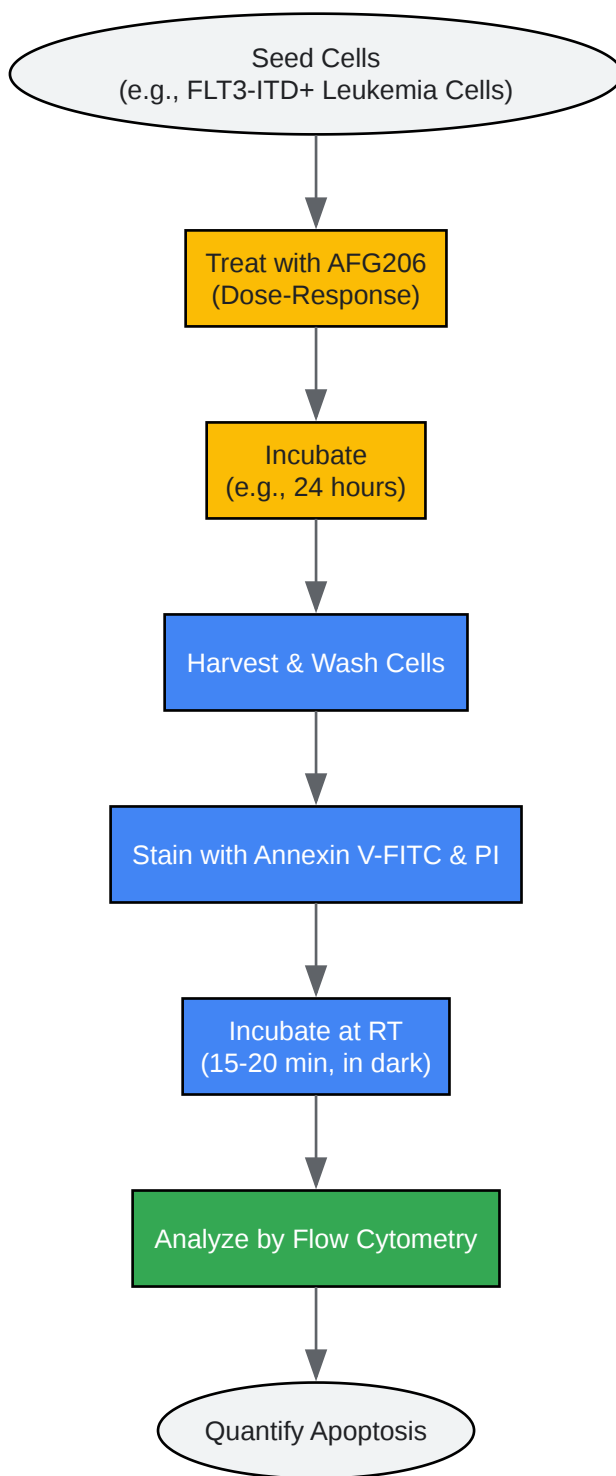 Seed Cells
(e.g., FLT3-ITD+ Leukemia Cells)
Treat with AFG206
(Dose-Response)
Incubate
(e.g., 24 hours)
Harvest & Wash Cells
Stain with Annexin V-FITC & PI
Incubate at RT
(15-20 min, in dark)
Analyze by Flow Cytometry
Quantify Apoptosis